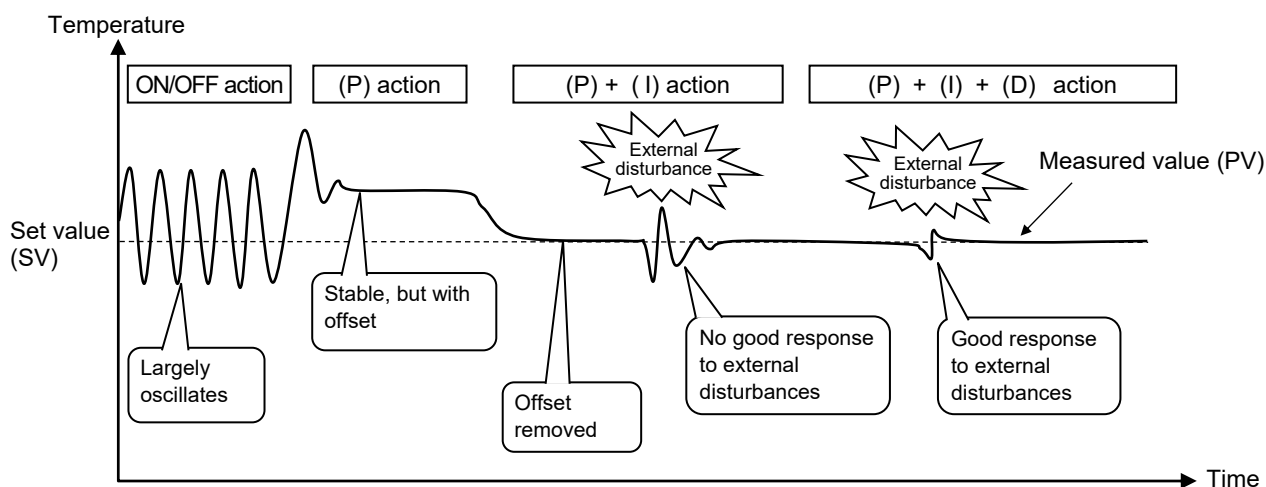 Temperature
ON/OFF action
(P) action
(P) + ( I) action
(P) + (I) + (D) action
External
disturbance
External
disturbance
Measured value (PV)
Set value
(SV)
Stable, but with
offset
No good response
to external
disturbances
Good response
to external
disturbances
Largely
oscillates
Offset
removed
Time